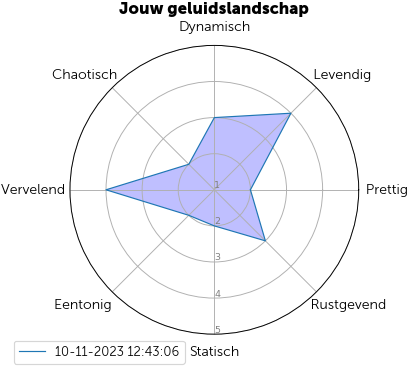 Jouw geluidslandschap
Dynamisch
Chaotisch
Levendig
Vervelend
1
Prettig
2
3
4
Eentonig
Rustgevend
5
10-11-2023 12:43:06
Statisch